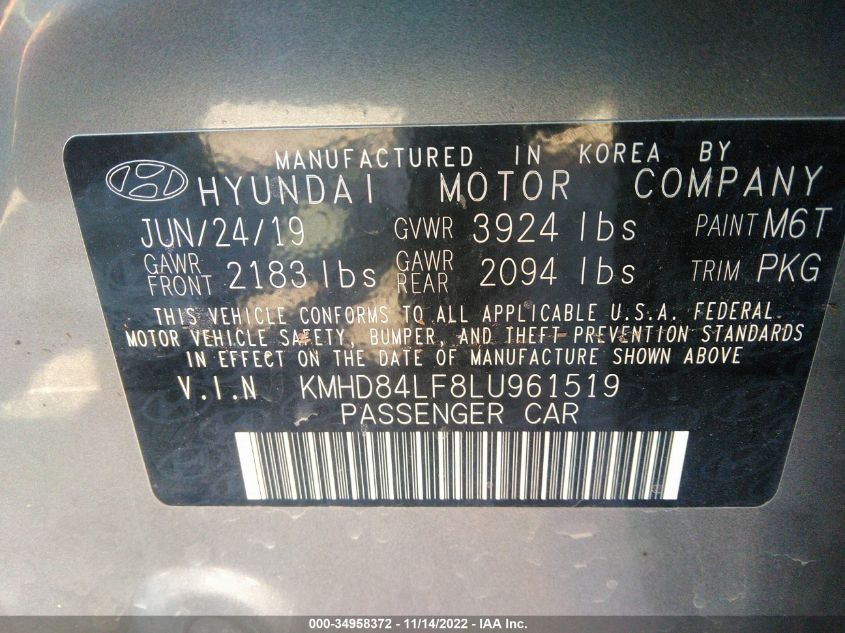 MANUFACTURED IN KOREA BY
HYUNDAI MOTOR COMPANY
JUN/24/19 GVWR 3924 lbs PAINT M6T
GAWR FRONT 2183 lbs GAWR REAR 2094 lbs TRIM PKG
THIS VEHICLE CONFORMS TO ALL APPLICABLE U.S.A. FEDERAL
MOTOR VEHICLE SAFETY, BUMPER, AND THEFT PREVENTION STANDARDS
IN EFFECT ON THE DATE OF MANUFACTURE SHOWN ABOVE
V.I.N KMHD84LF8LU961519
PASSENGER CAR
000-34958372 - 11/14/2022 - IAA Inc.